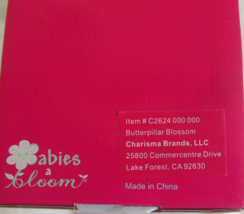 Item # C2624 000 000
Butterpillar Blossom
Charisma Brands, LLC
25800 Commercentre Drive
Lake Forest, CA 92630
Made in China
Babies
a
bloom